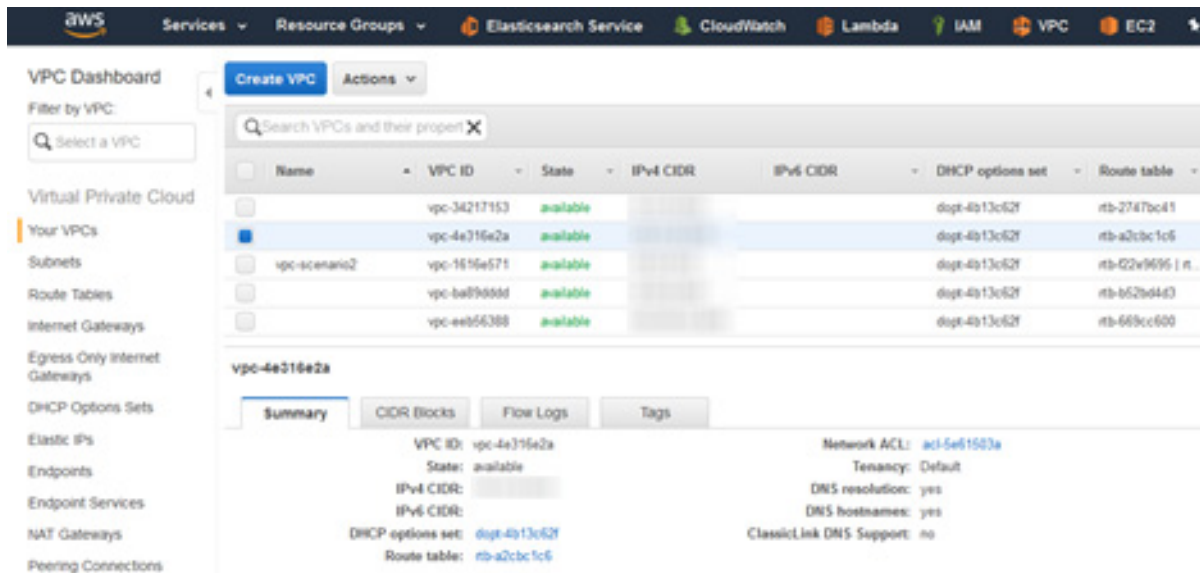 aws Services Resource Groups Elasticsearch Service CloudWatch Lambda IAM VPC EC2
VPC Dashboard
Filter by VPC:
Select a VPC
Virtual Private Cloud
Your VPCs
Subnets
Route Tables
Internet Gateways
Egress Only Internet
Gateways
DHCP Options Sets
Elastic IPs
Endpoints
Endpoint Services
NAT Gateways
Peering Connections
Create VPC Actions
Search VPCs and their propert
Name VPC ID State IPv4 CIDR IPv6 CIDR DHCP options set Route table
vpc-34217153 available dopt-4b13c62f rtb-2747bc41
vpc-4e316e2a available dopt-4b13c62f rtb-a2cbc1c6
vpc-scenario2 vpc-1616e571 available dopt-4b13c62f rtb-f22e9695 | rt...
vpc-ba89dddd available dopt-4b13c62f rtb-b52bd4d3
vpc-eeb56388 available dopt-4b13c62f rtb-669cc600
vpc-4e316e2a
Summary CIDR Blocks Flow Logs Tags
VPC ID: vpc-4e316e2a Network ACL: acl-5e61503a
State: available Tenancy: Default
IPv4 CIDR: DNS resolution: yes
IPv6 CIDR: DNS hostnames: yes
DHCP options set: dopt-4b13c62f ClassicLink DNS Support: no
Route table: rtb-a2cbc1c6